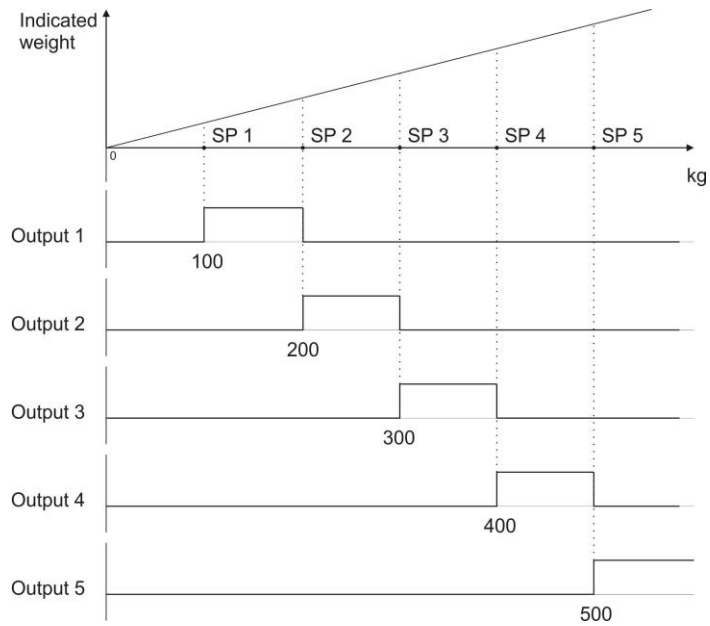 Indicated
weight
SP 1 SP 2 SP 3 SP 4 SP 5
0
kg
Output 1
100
Output 2
200
Output 3
300
Output 4
400
Output 5
500